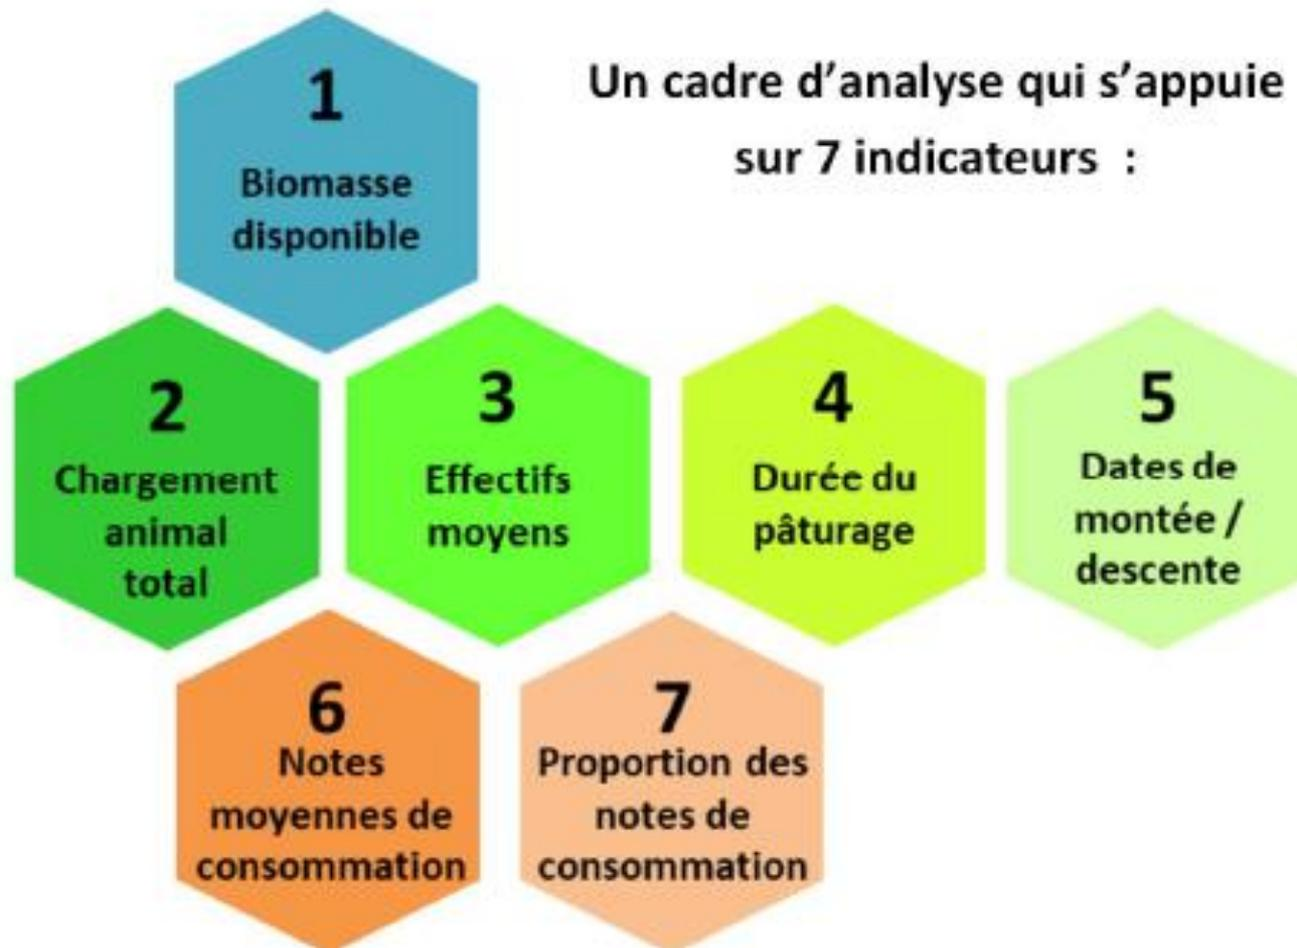 Un cadre d'analyse qui s'appuie
sur 7 indicateurs :
1
Biomasse
disponible
2
Chargement
animal
total
3
Effectifs
moyens
4
Durée du
pâturage
5
Dates de
montée /
descente
6
Notes
moyennes de
consommation
7
Proportion des
notes de
consommation